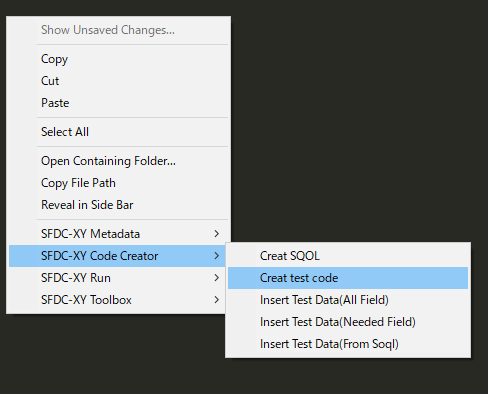 Show Unsaved Changes...
Copy
Cut
Paste
Select All
Open Containing Folder...
Copy File Path
Reveal in Side Bar
SFDC-XY Metadata
SFDC-XY Code Creator
SFDC-XY Run
SFDC-XY Toolbox
Creat SQOL
Creat test code
Insert Test Data(All Field)
Insert Test Data(Needed Field)
Insert Test Data(From Soql)